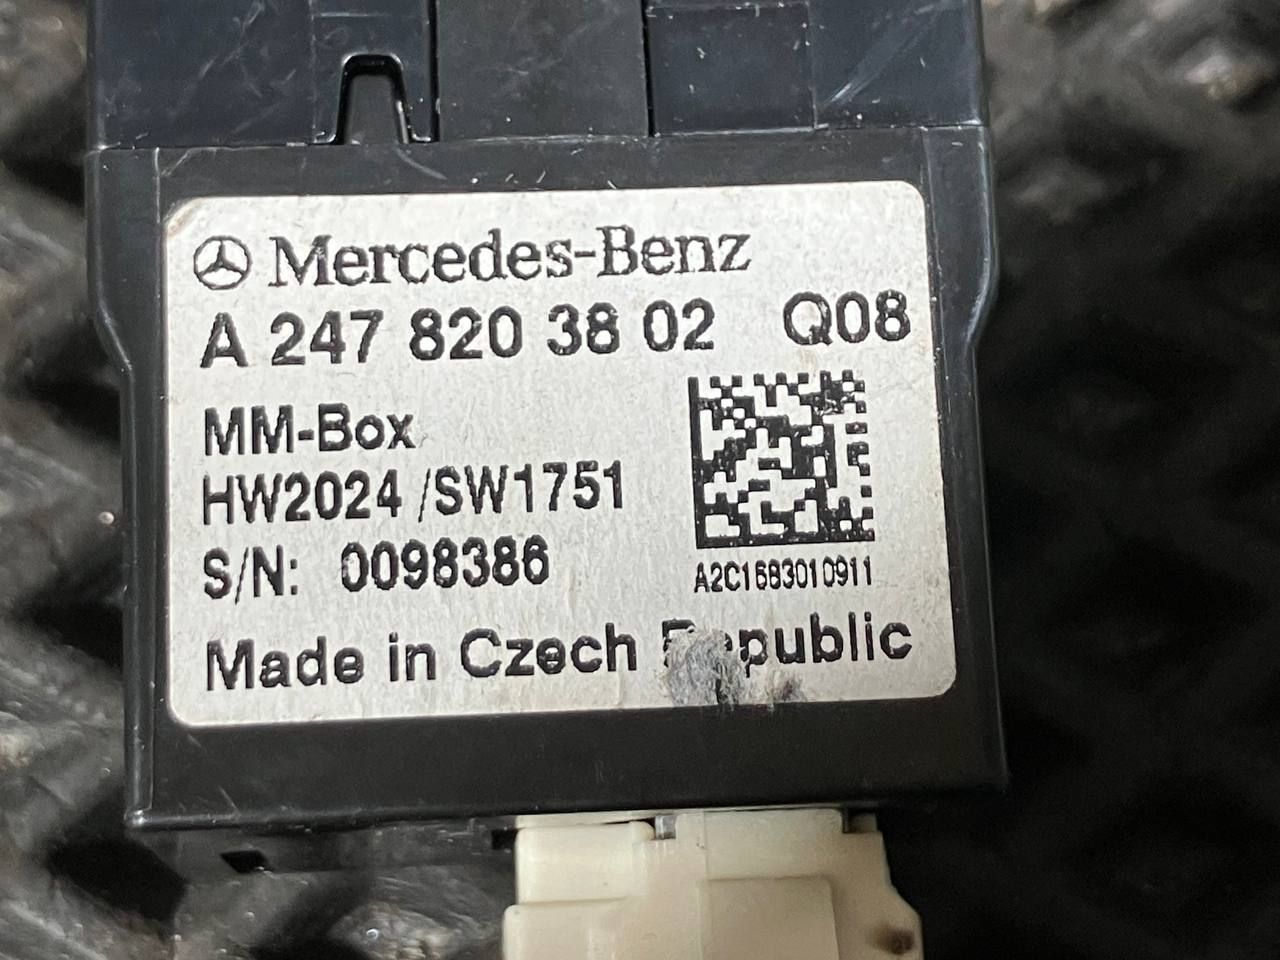 Mercedes-Benz
A 247 820 38 02 Q08
MM-Box
HW2024 /SW1751
S/N: 0098386
A2C1683010911
Made in Czech Republic